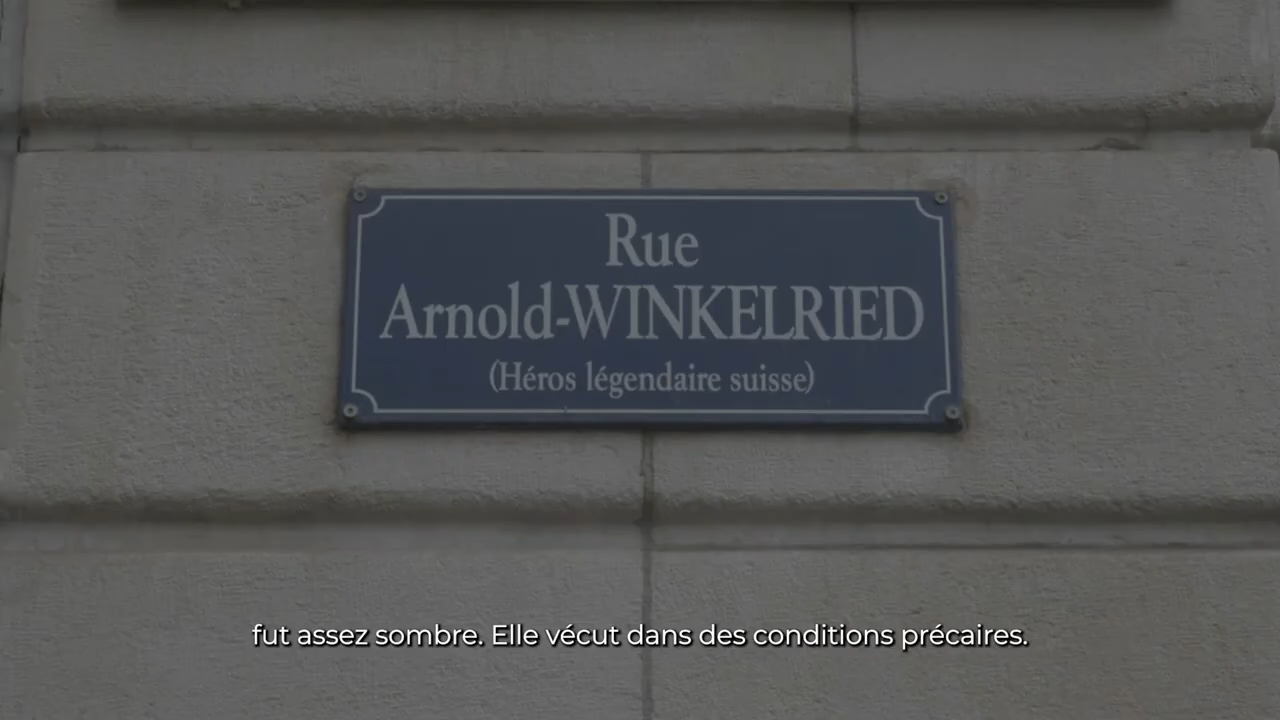 Rue
Arnold-WINKELRIED
(Héros légendaire suisse)
fut assez sombre. Elle vécut dans des conditions précaires.